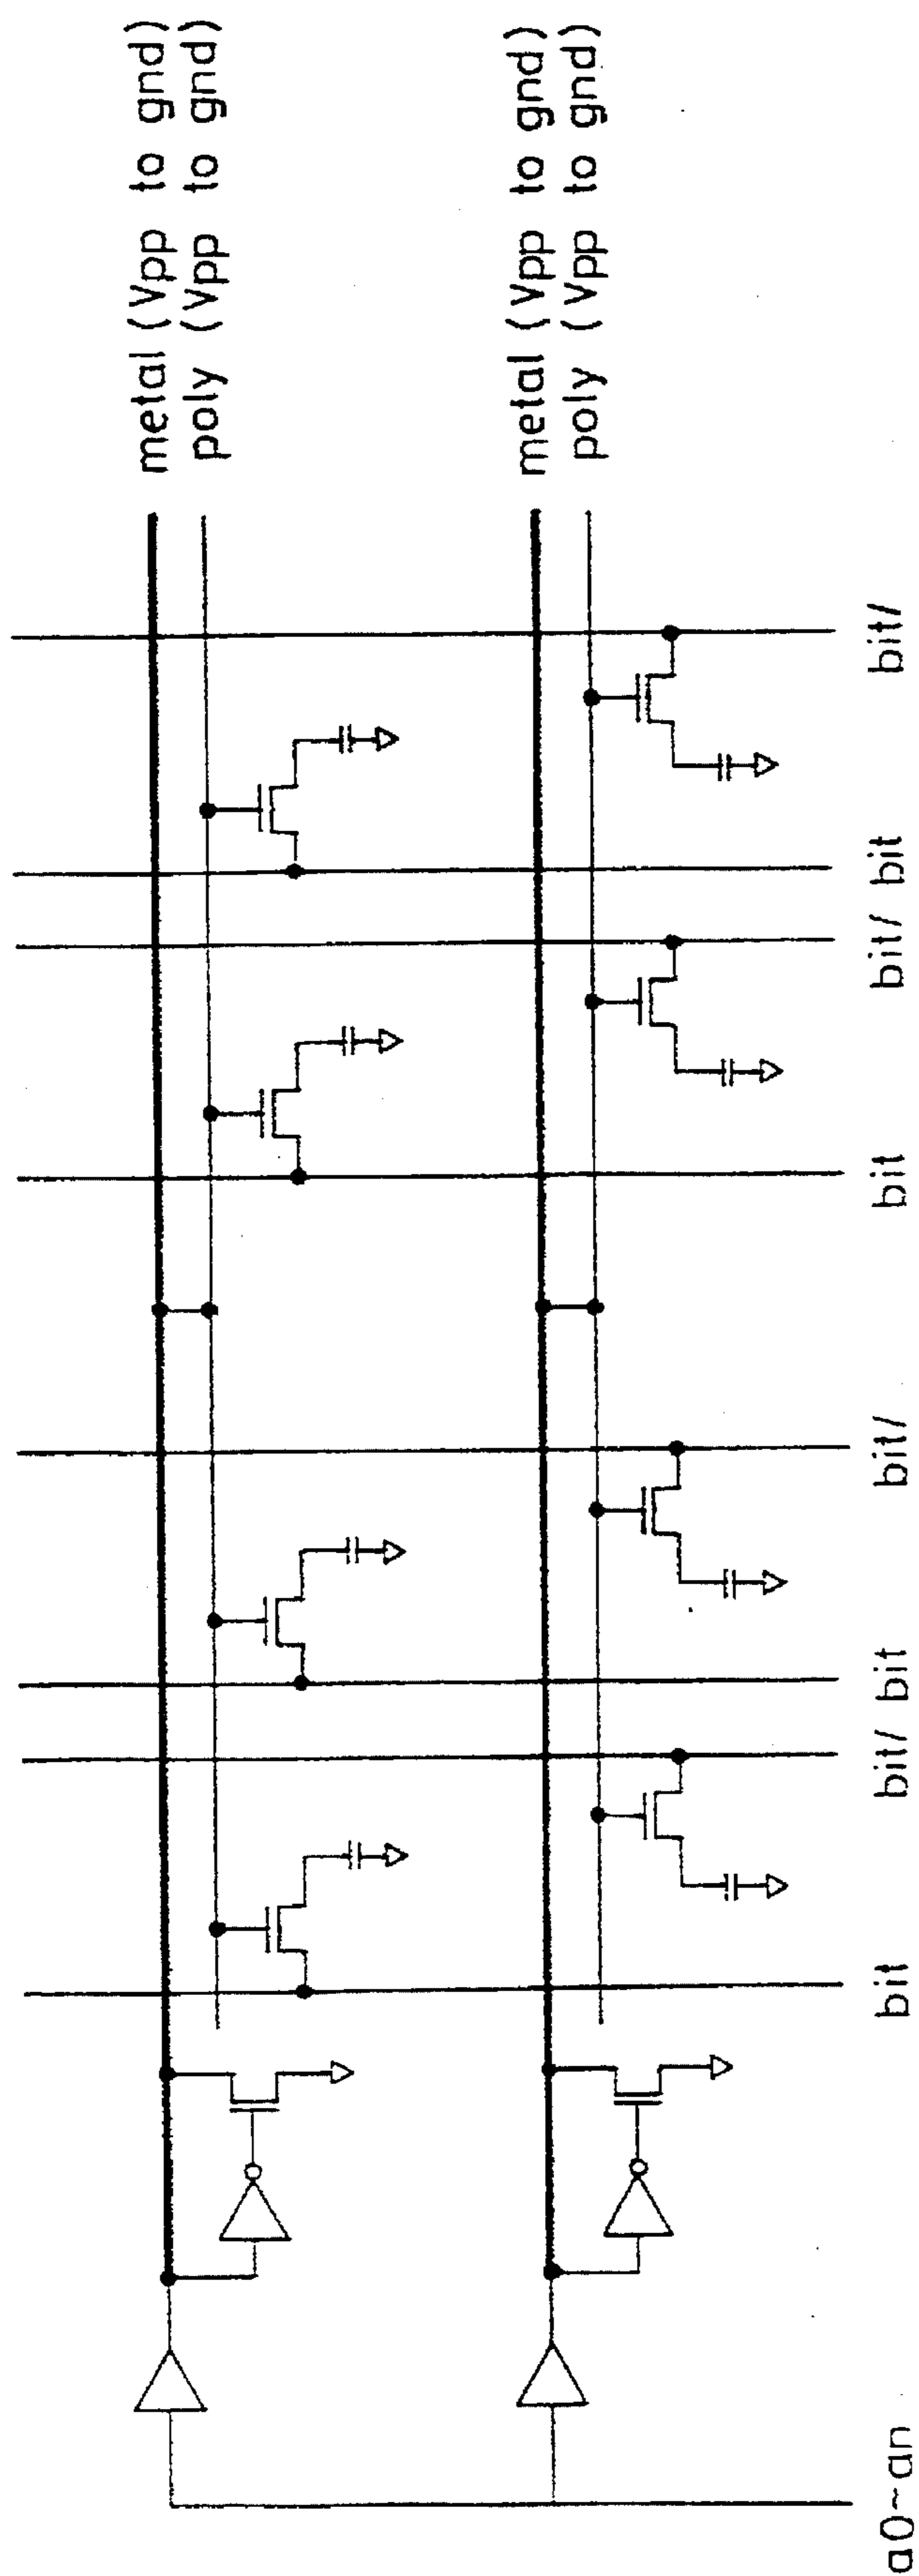 metal (Vpp to gnd)
poly (Vpp to gnd)
metal (Vpp to gnd)
poly (Vpp to gnd)
a0~an
bit
bit/
bit
bit/
bit
bit/
bit
bit/